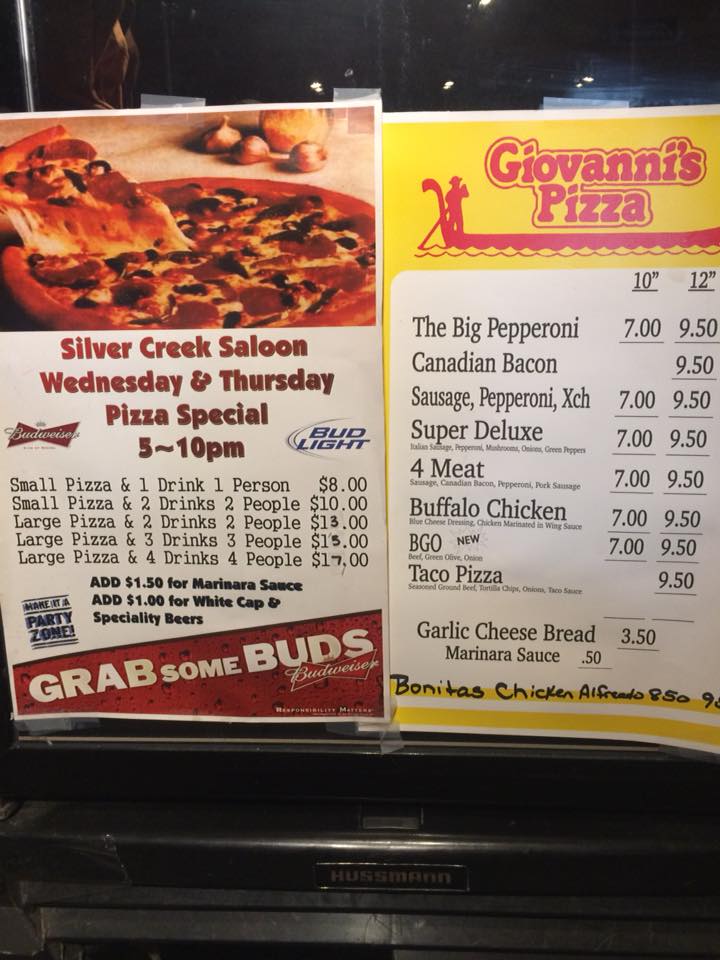 Silver Creek Saloon
Wednesday & Thursday
Pizza Special
5~10pm
Budweiser
BUD
LIGHT
Small Pizza & 1 Drink 1 Person $8.00
Small Pizza & 2 Drinks 2 People $10.00
Large Pizza & 2 Drinks 2 People $13.00
Large Pizza & 3 Drinks 3 People $15.00
Large Pizza & 4 Drinks 4 People $17.00
ADD $1.50 for Marinara Sauce
ADD $1.00 for White Cap &
Speciality Beers
MAKE IT A
PARTY
ZONE!
GRAB SOME BUDS
Budweiser
RESPONSIBILITY MATTERS
Giovanni's
Pizza
10" 12"
The Big Pepperoni 7.00 9.50
Canadian Bacon 9.50
Sausage, Pepperoni, Xch 7.00 9.50
Super Deluxe 7.00 9.50
Italian Sausage, Pepperoni, Mushrooms, Onions, Green Peppers
4 Meat 7.00 9.50
Sausage, Canadian Bacon, Pepperoni, Pork Sausage
Buffalo Chicken 7.00 9.50
Blue Cheese Dressing, Chicken Marinated in Wing Sauce
BGO NEW 7.00 9.50
Beef, Green Olive, Onion
Taco Pizza 9.50
Seasoned Ground Beef, Tortilla Chips, Onions, Taco Sauce
Garlic Cheese Bread 3.50
Marinara Sauce .50
Bonitas Chicken Alfredo 850
HUSSMANN